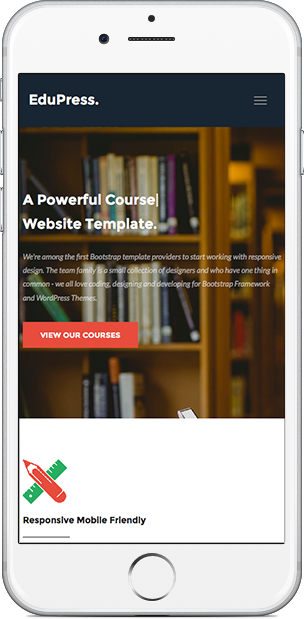 EduPress.
A Powerful Course|
Website Template.
We're among the first Bootstrap template providers to start working with responsive
design. The team family is a small collection of designers and who have one thing in
common - we all love coding, designing and developing for Bootstrap Framework
and WordPress Themes.
VIEW OUR COURSES
Responsive Mobile Friendly